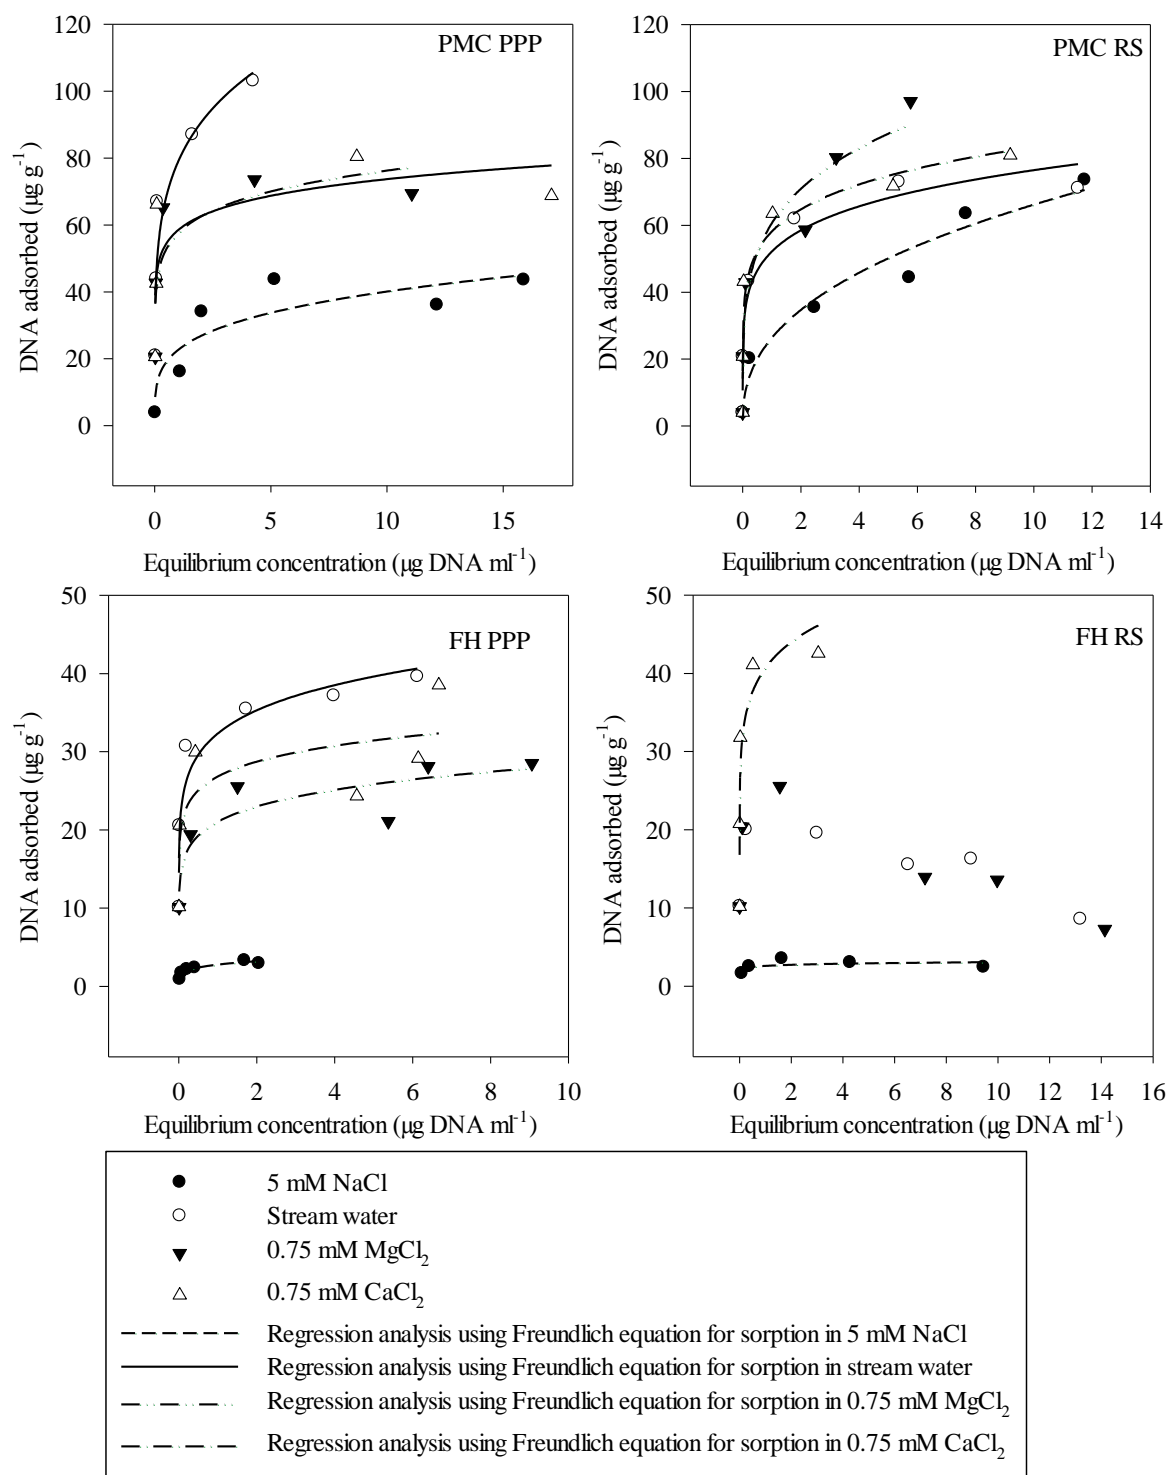 PMC PPP
DNA adsorbed (µg g-1)
120
100
80
60
40
20
0
0 5 10 15
Equilibrium concentration (µg DNA ml-1)
PMC RS
DNA adsorbed (µg g-1)
120
100
80
60
40
20
0
0 2 4 6 8 10 12 14
Equilibrium concentration (µg DNA ml-1)
FH PPP
DNA adsorbed (µg g-1)
50
40
30
20
10
0
0 2 4 6 8 10
Equilibrium concentration (µg DNA ml-1)
FH RS
DNA adsorbed (µg g-1)
50
40
30
20
10
0
0 2 4 6 8 10 12 14 16
Equilibrium concentration (µg DNA ml-1)
5 mM NaCl
Stream water
0.75 mM MgCl2
0.75 mM CaCl2
Regression analysis using Freundlich equation for sorption in 5 mM NaCl
Regression analysis using Freundlich equation for sorption in stream water
Regression analysis using Freundlich equation for sorption in 0.75 mM MgCl2
Regression analysis using Freundlich equation for sorption in 0.75 mM CaCl2